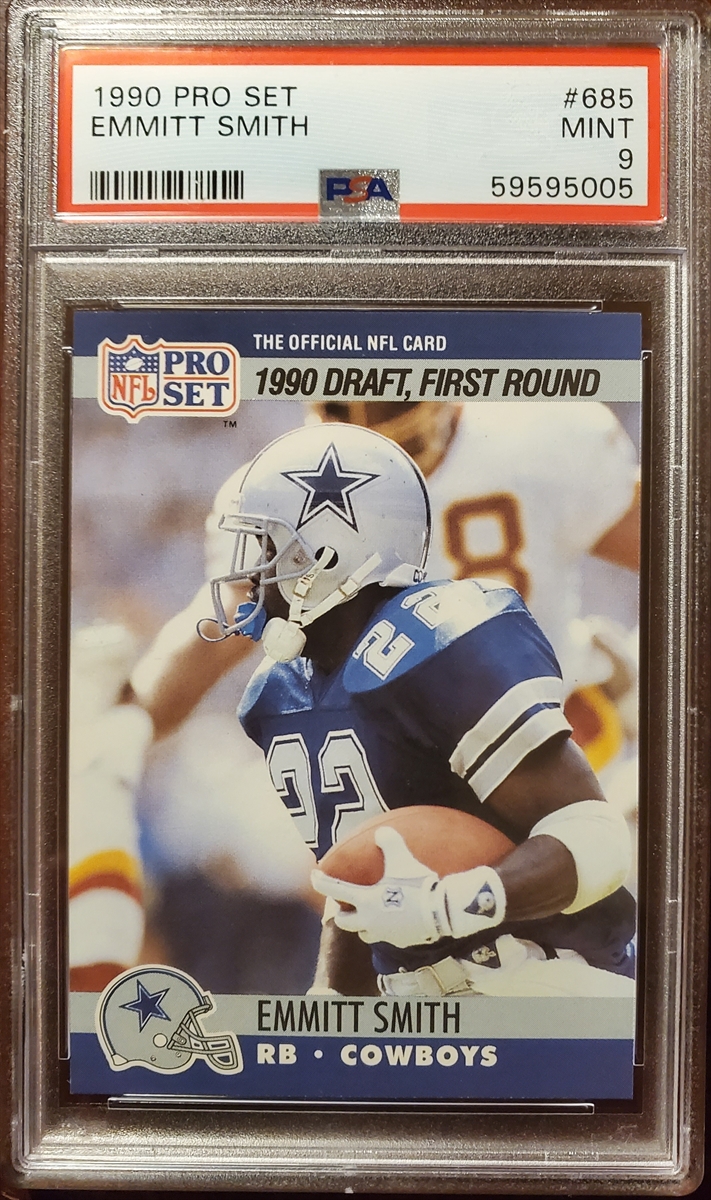 1990 PRO SET #685
EMMITT SMITH MINT
9
PSA 59595005
THE OFFICIAL NFL CARD
NFL PRO SET
™
1990 DRAFT, FIRST ROUND
8
22
22
N
EMMITT SMITH
RB • COWBOYS